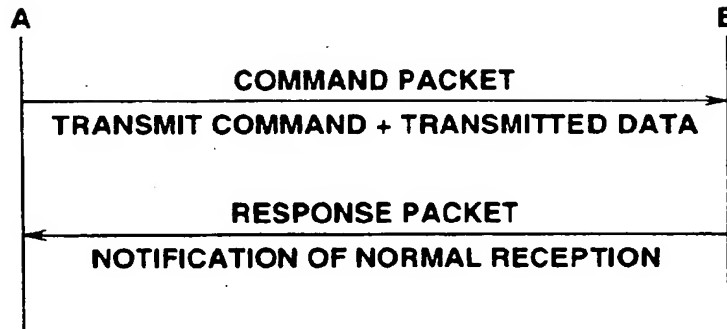 A B
COMMAND PACKET
TRANSMIT COMMAND + TRANSMITTED DATA
RESPONSE PACKET
NOTIFICATION OF NORMAL RECEPTION